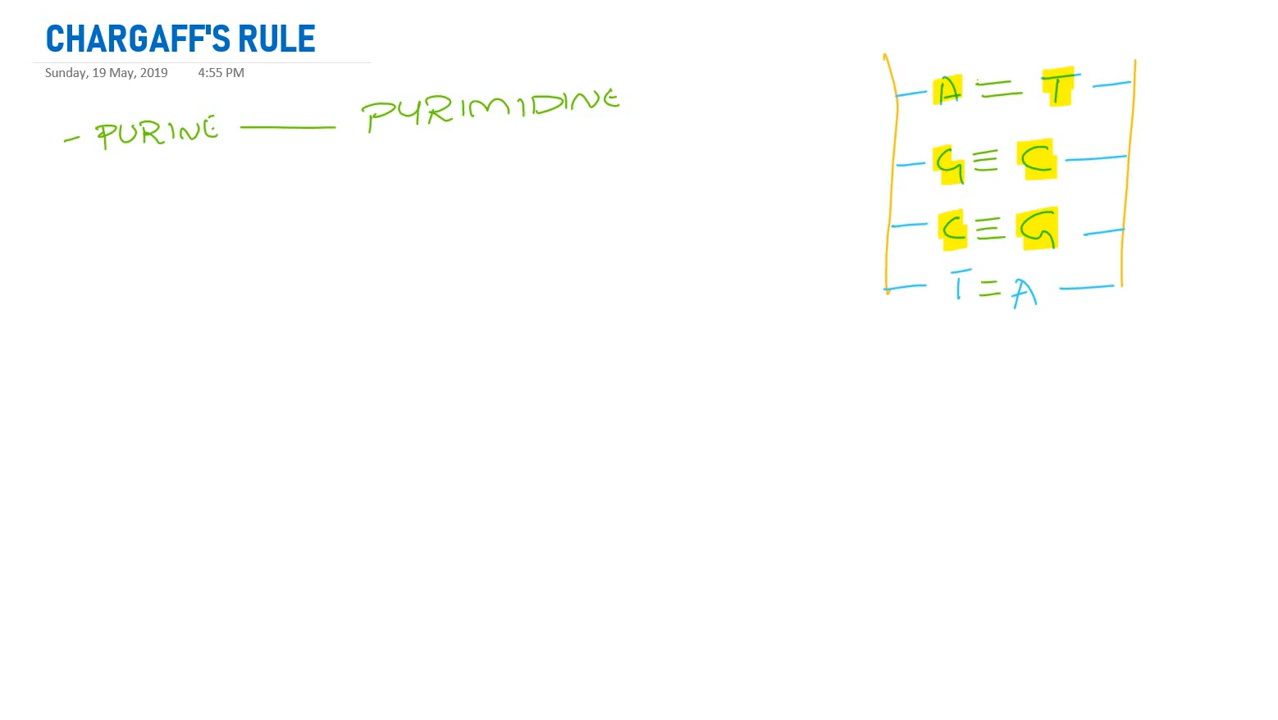 CHARGAFF'S RULE
Sunday, 19 May, 2019 4:55 PM
- PURINE —— PYRIMIDINE
A = T
G ≡ C
C ≡ G
T = A